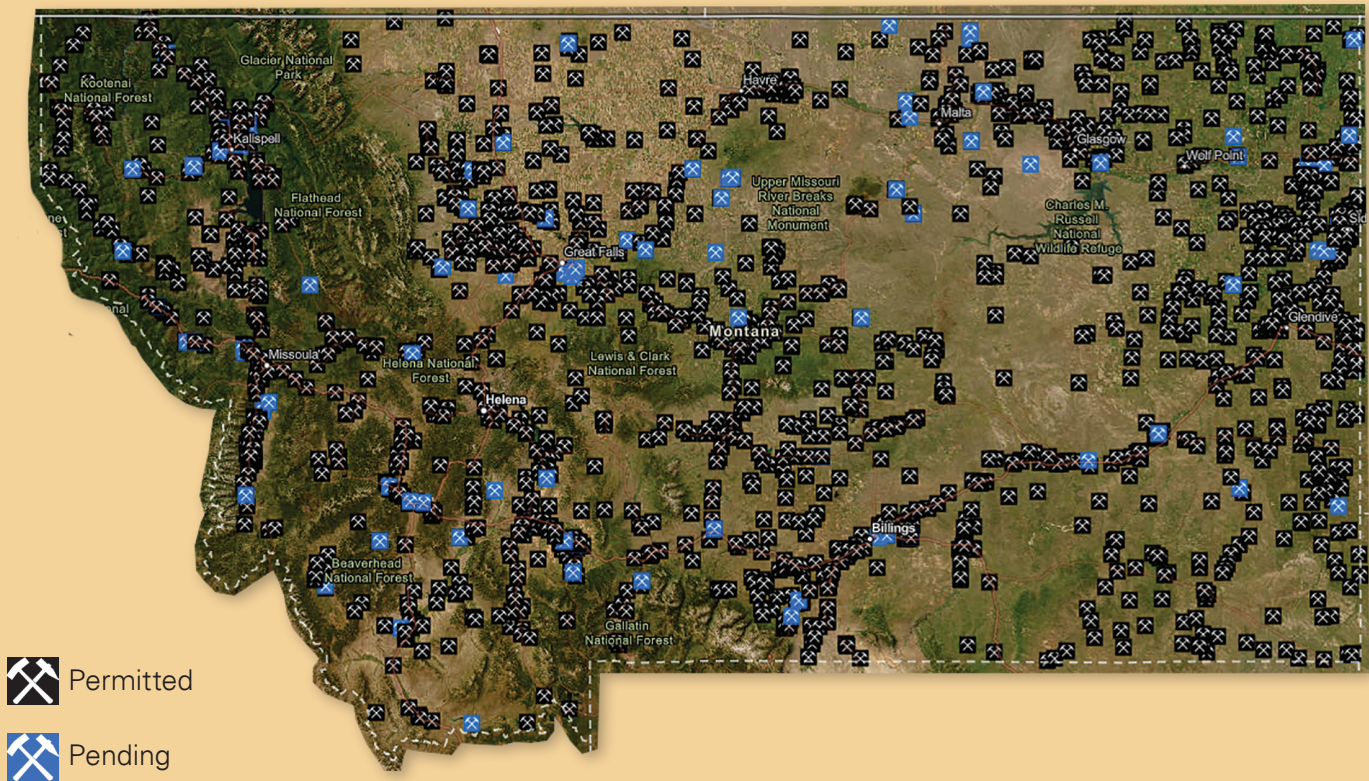 Glacier National
Park
Kootenai
National Forest
Havre
Malta
Kalispell
Glasgow
Wolf Point
Flathead
National Forest
Upper Missouri
River Breaks
National
Monument
Charles M.
Russell
National
Wildlife Refuge
Great Falls
Glendive
Montana
Missoula
Helena National
Forest
Lewis & Clark
National Forest
Helena
Billings
Beaverhead
National Forest
Gallatin
National Forest
Permitted
Pending